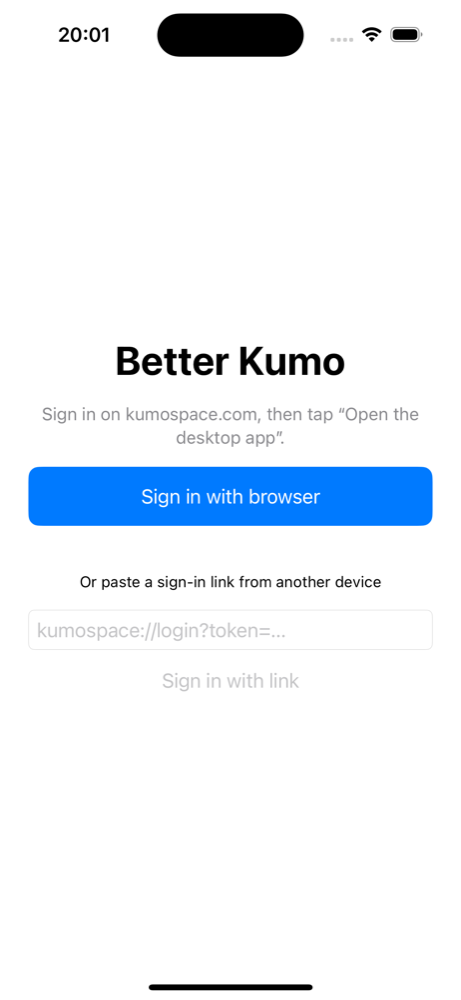 20:01
Better Kumo
Sign in on kumospace.com, then tap “Open the
desktop app”.
Sign in with browser
Or paste a sign-in link from another device
kumospace://login?token=...
Sign in with link